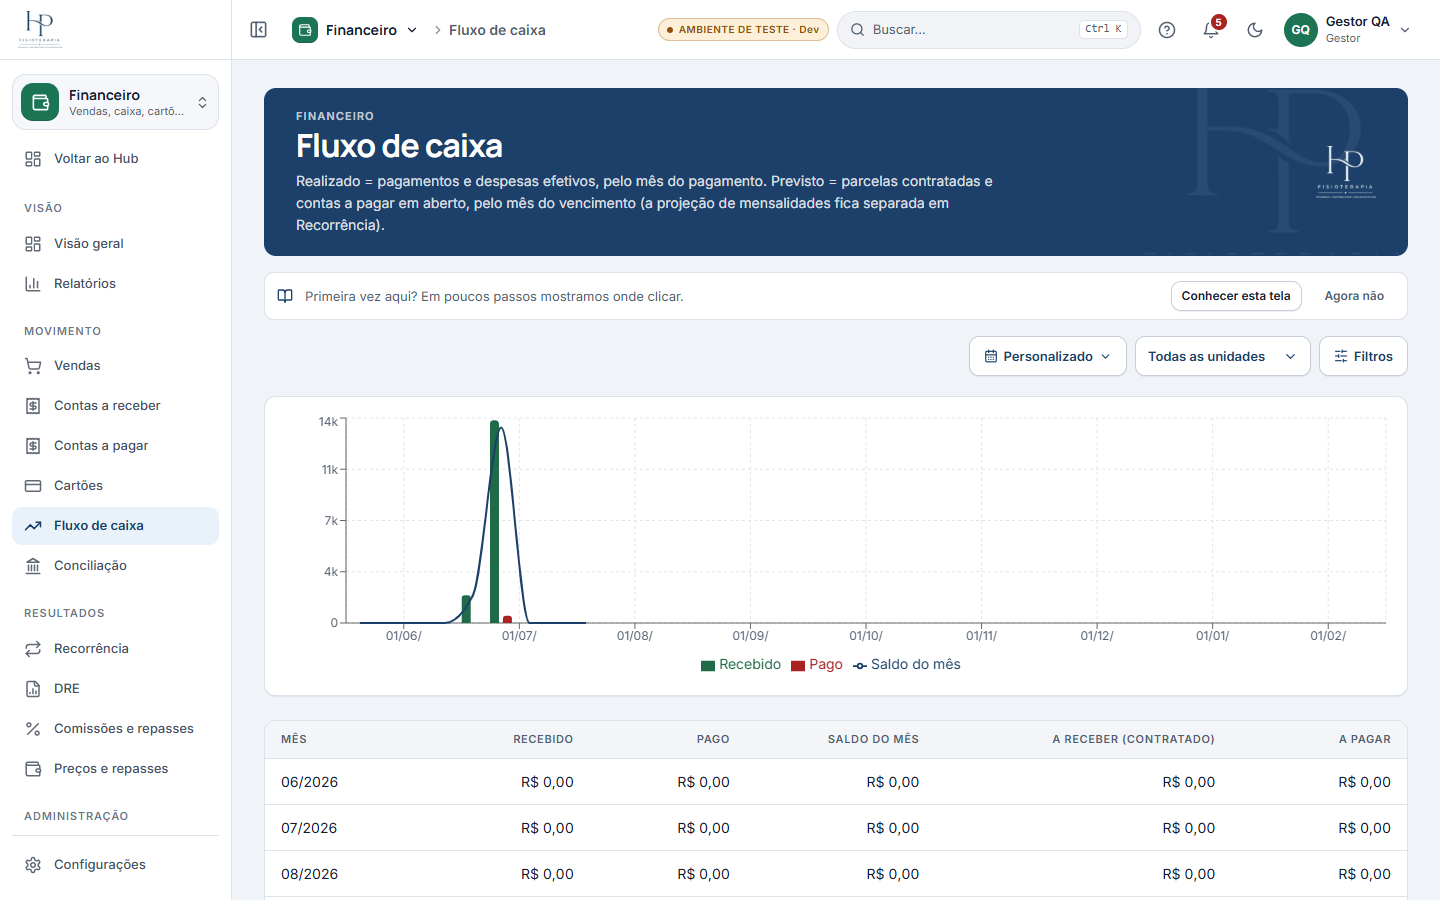 HP
FISIOTERAPIA
Financeiro
Fluxo de caixa
AMBIENTE DE TESTE · Dev
Buscar...
Ctrl K
5
GQ
Gestor QA
Gestor
Financeiro
Vendas, caixa, cartõ...
Voltar ao Hub
VISÃO
Visão geral
Relatórios
MOVIMENTO
Vendas
Contas a receber
Contas a pagar
Cartões
Fluxo de caixa
Conciliação
RESULTADOS
Recorrência
DRE
Comissões e repasses
Preços e repasses
ADMINISTRAÇÃO
Configurações
FINANCEIRO
Fluxo de caixa
Realizado = pagamentos e despesas efetivos, pelo mês do pagamento. Previsto = parcelas contratadas e
contas a pagar em aberto, pelo mês do vencimento (a projeção de mensalidades fica separada em
Recorrência).
HP
FISIOTERAPIA
Primeira vez aqui? Em poucos passos mostramos onde clicar.
Conhecer esta tela
Agora não
Personalizado
Todas as unidades
Filtros
14k
11k
7k
4k
0
01/06/ 01/07/ 01/08/ 01/09/ 01/10/ 01/11/ 01/12/ 01/01/ 01/02/
Recebido Pago Saldo do mês
MÊS RECEBIDO PAGO SALDO DO MÊS A RECEBER (CONTRATADO) A PAGAR
06/2026 R$ 0,00 R$ 0,00 R$ 0,00 R$ 0,00 R$ 0,00
07/2026 R$ 0,00 R$ 0,00 R$ 0,00 R$ 0,00 R$ 0,00
08/2026 R$ 0,00 R$ 0,00 R$ 0,00 R$ 0,00 R$ 0,00